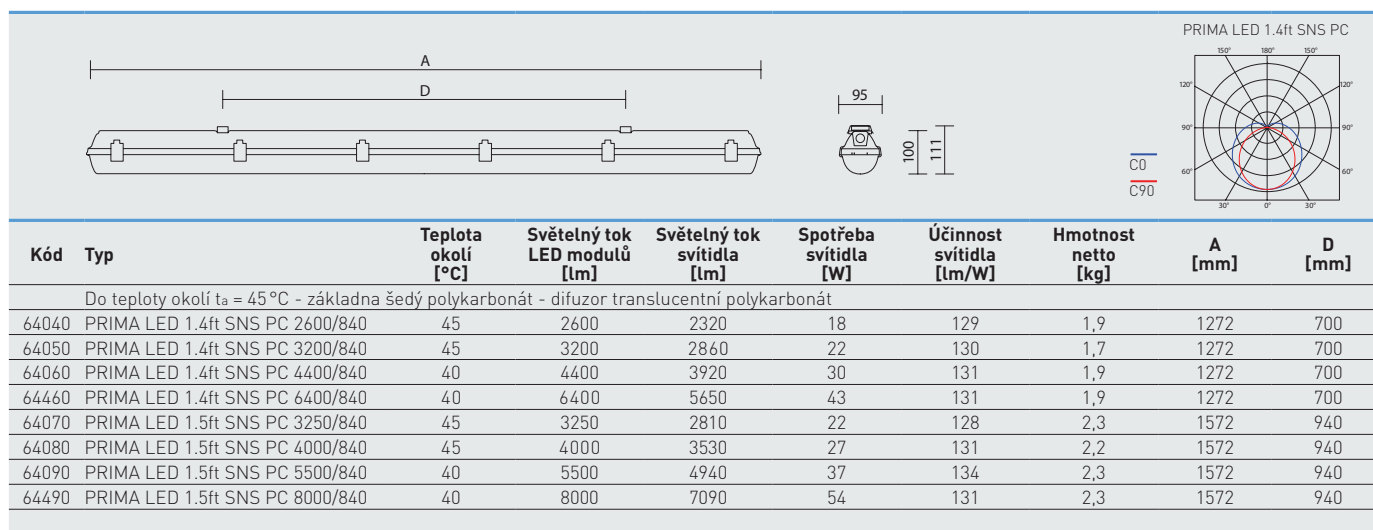 PRIMA LED 1.4ft SNS PC
150° 180° 150°
A
120° 120°
D
95
90° 90°
100
111
C0
60° 60°
C90
30° 0° 30°
Kód Typ Teplota okolí [°C] Světelný tok LED modulů [lm] Světelný tok svítidla [lm] Spotřeba svítidla [W] Účinnost svítidla [lm/W] Hmotnost netto [kg] A [mm] D [mm]
Do teploty okolí ta = 45°C - základna šedý polykarbonát - difuzor translucentní polykarbonát
64040 PRIMA LED 1.4ft SNS PC 2600/840 45 2600 2320 18 129 1,9 1272 700
64050 PRIMA LED 1.4ft SNS PC 3200/840 45 3200 2860 22 130 1,7 1272 700
64060 PRIMA LED 1.4ft SNS PC 4400/840 40 4400 3920 30 131 1,9 1272 700
64460 PRIMA LED 1.4ft SNS PC 6400/840 40 6400 5650 43 131 1,9 1272 700
64070 PRIMA LED 1.5ft SNS PC 3250/840 45 3250 2810 22 128 2,3 1572 940
64080 PRIMA LED 1.5ft SNS PC 4000/840 45 4000 3530 27 131 2,2 1572 940
64090 PRIMA LED 1.5ft SNS PC 5500/840 40 5500 4940 37 134 2,3 1572 940
64490 PRIMA LED 1.5ft SNS PC 8000/840 40 8000 7090 54 131 2,3 1572 940